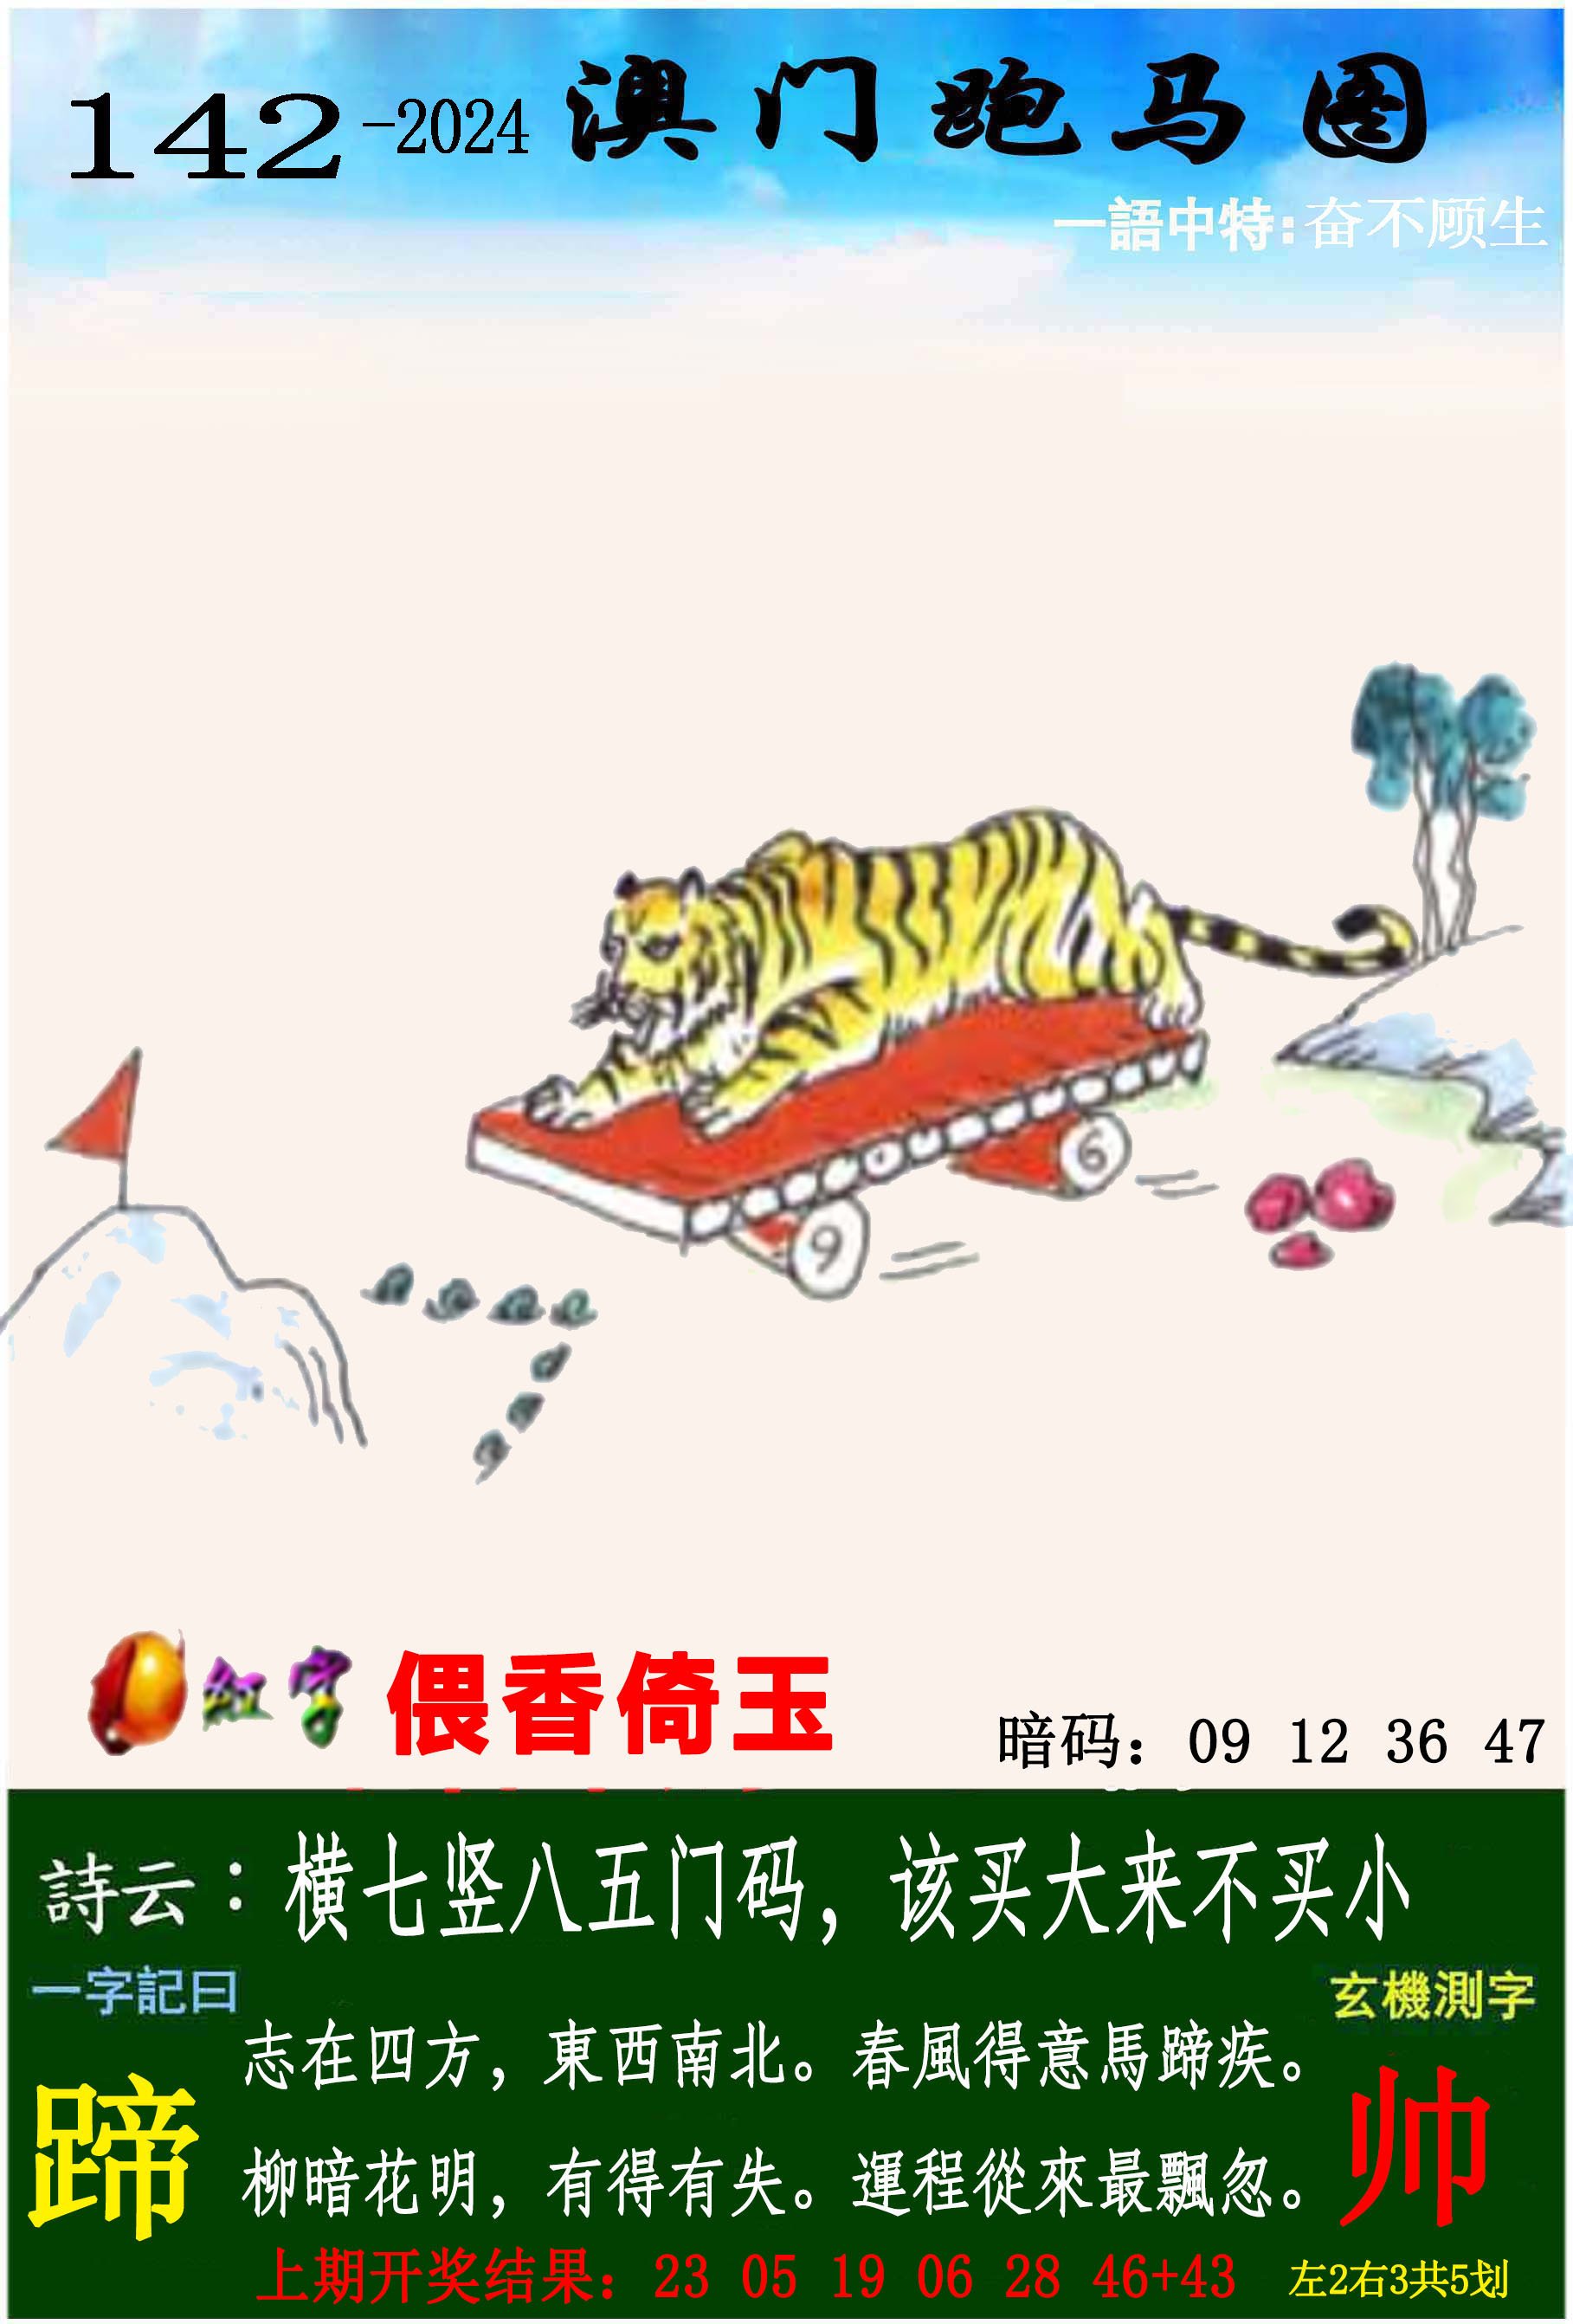 142-2024 澳门跑马图
一語中特:奋不顾生
6
9
红字 偎香倚玉
暗码：09 12 36 47
詩云：横七竖八五门码，该买大来不买小
一字記曰
玄機測字
志在四方，東西南北。春風得意馬蹄疾。
蹄
帅
柳暗花明，有得有失。運程從來最飄忽。
上期开奖结果：23 05 19 06 28 46+43
左2右3共5划